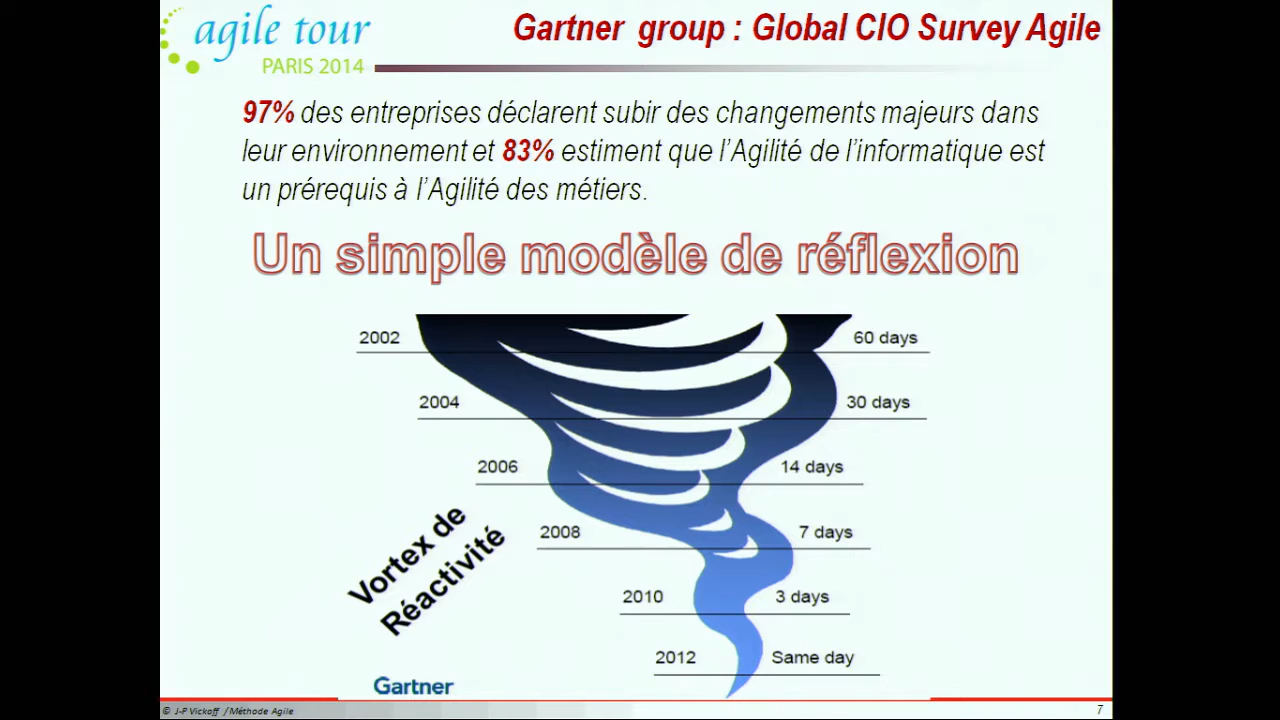 agile tour
PARIS 2014
Gartner group : Global CIO Survey Agile
97% des entreprises déclarent subir des changements majeurs dans
leur environnement et 83% estiment que l'Agilité de l'informatique est
un prérequis à l'Agilité des métiers.
Un simple modèle de réflexion
2002 60 days
2004 30 days
2006 14 days
2008 7 days
2010 3 days
2012 Same day
Vortex de
Réactivité
Gartner
© J-P Vickoff /Méthode Agile
7